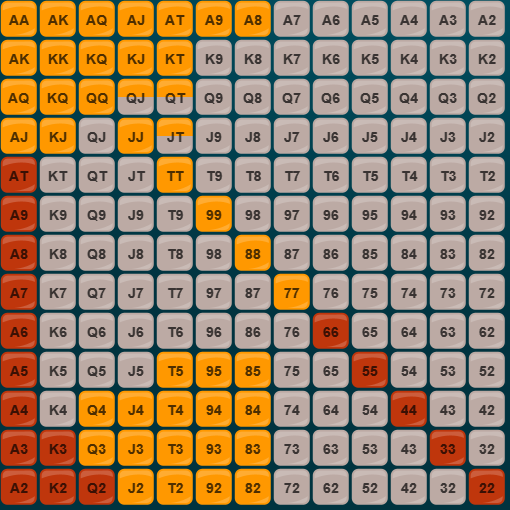 AA AK AQ AJ AT A9 A8 A7 A6 A5 A4 A3 A2
AK KK KQ KJ KT K9 K8 K7 K6 K5 K4 K3 K2
AQ KQ QQ QJ QT Q9 Q8 Q7 Q6 Q5 Q4 Q3 Q2
AJ KJ QJ JJ JT J9 J8 J7 J6 J5 J4 J3 J2
AT KT QT JT TT T9 T8 T7 T6 T5 T4 T3 T2
A9 K9 Q9 J9 T9 99 98 97 96 95 94 93 92
A8 K8 Q8 J8 T8 98 88 87 86 85 84 83 82
A7 K7 Q7 J7 T7 97 87 77 76 75 74 73 72
A6 K6 Q6 J6 T6 96 86 76 66 65 64 63 62
A5 K5 Q5 J5 T5 95 85 75 65 55 54 53 52
A4 K4 Q4 J4 T4 94 84 74 64 54 44 43 42
A3 K3 Q3 J3 T3 93 83 73 63 53 43 33 32
A2 K2 Q2 J2 T2 92 82 72 62 52 42 32 22